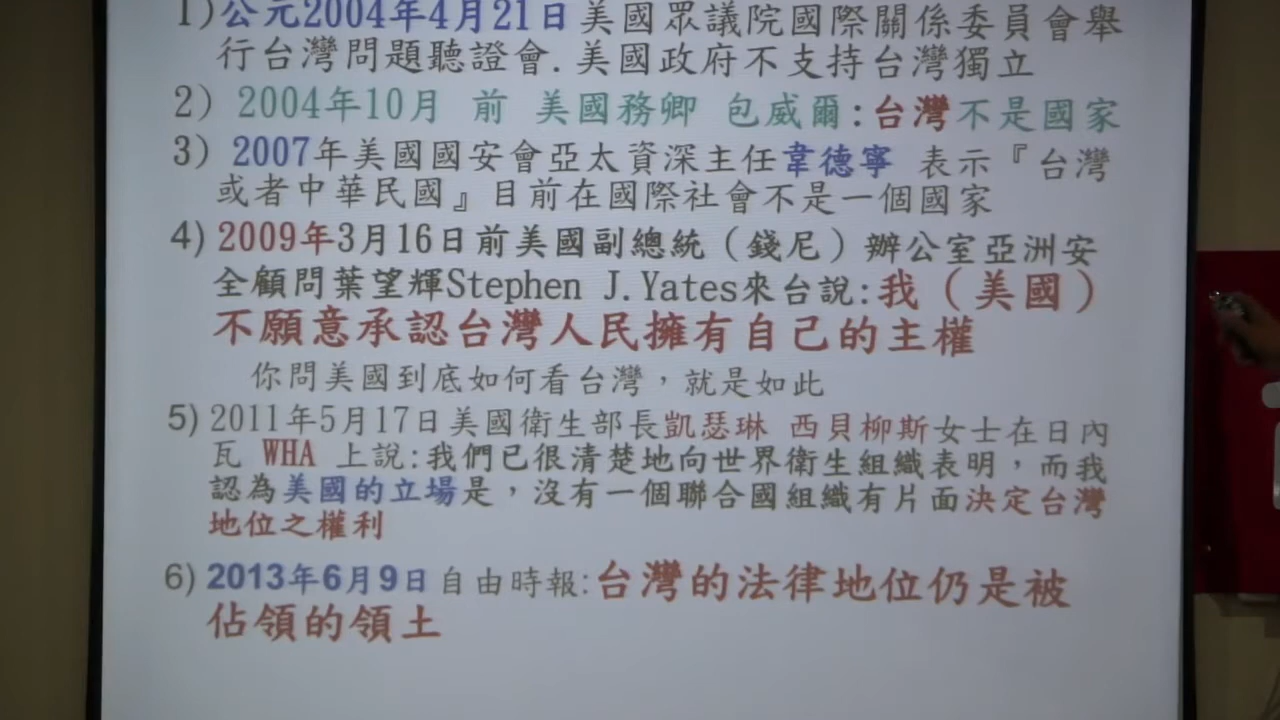 1)公元2004年4月21日美國眾議院國際關係委員會舉
行台灣問題聽證會.美國政府不支持台灣獨立
2) 2004年10月 前 美國務卿 包威爾:台灣不是國家
3) 2007年美國國安會亞太資深主任韋德寧 表示『台灣
或者中華民國』目前在國際社會不是一個國家
4) 2009年3月16日前美國副總統（錢尼）辦公室亞洲安
全顧問葉望輝Stephen J.Yates來台說:我（美國）
不願意承認台灣人民擁有自己的主權
你問美國到底如何看台灣，就是如此
5) 2011年5月17日美國衛生部長凱瑟琳 西貝柳斯女士在日內
瓦 WHA 上說:我們已很清楚地向世界衛生組織表明，而我
認為美國的立場是，沒有一個聯合國組織有片面決定台灣
地位之權利
6) 2013年6月9日自由時報:台灣的法律地位仍是被
佔領的領土